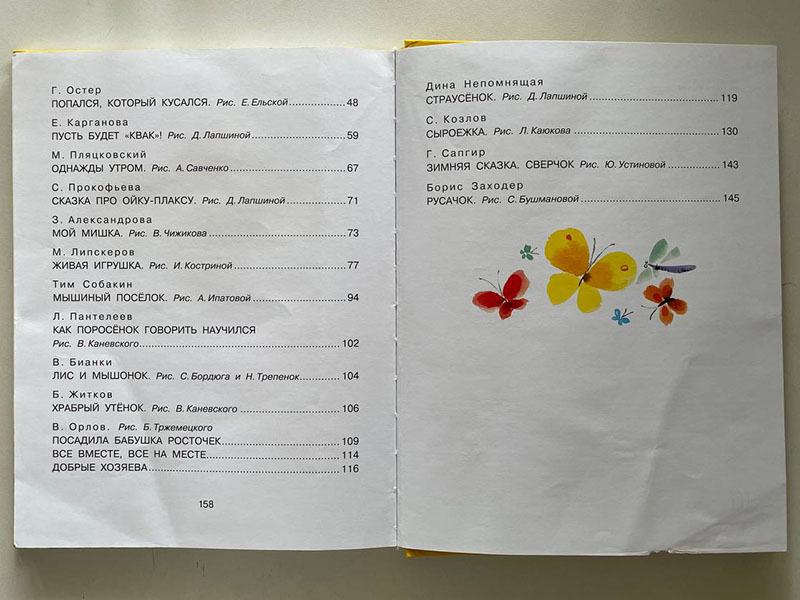 Г. Остер
ПОПАЛСЯ, КОТОРЫЙ КУСАЛСЯ. Рис. Е. Ельской.....48
Е. Карганова
ПУСТЬ БУДЕТ «КВАК»! Рис. Д. Лапшиной.....59
М. Пляцковский
ОДНАЖДЫ УТРОМ. Рис. А. Савченко.....67
С. Прокофьева
СКАЗКА ПРО ОЙКУ-ПЛАКСУ. Рис. Д. Лапшиной.....71
З. Александрова
МОЙ МИШКА. Рис. В. Чижикова.....73
М. Липскеров
ЖИВАЯ ИГРУШКА. Рис. И. Костриной.....77
Тим Собакин
МЫШИНЫЙ ПОСЁЛОК. Рис. А. Ипатовой.....94
Л. Пантелеев
КАК ПОРОСЁНОК ГОВОРИТЬ НАУЧИЛСЯ
Рис. В. Каневского.....102
В. Бианки
ЛИС И МЫШОНОК. Рис. С. Бордюга и Н. Трепенок.....104
Б. Житков
ХРАБРЫЙ УТЁНОК. Рис. В. Каневского.....106
В. Орлов. Рис. Б. Тржемецкого
ПОСАДИЛА БАБУШКА РОСТОЧЕК.....109
ВСЕ ВМЕСТЕ, ВСЕ НА МЕСТЕ.....114
ДОБРЫЕ ХОЗЯЕВА.....116
158
Дина Непомнящая
СТРАУСЁНОК. Рис. Д. Лапшиной.....119
С. Козлов
СЫРОЕЖКА. Рис. Л. Каюкова.....130
Г. Сапгир
ЗИМНЯЯ СКАЗКА. СВЕРЧОК Рис. Ю. Устиновой.....143
Борис Заходер
РУСАЧОК. Рис. С. Бушмановой.....145